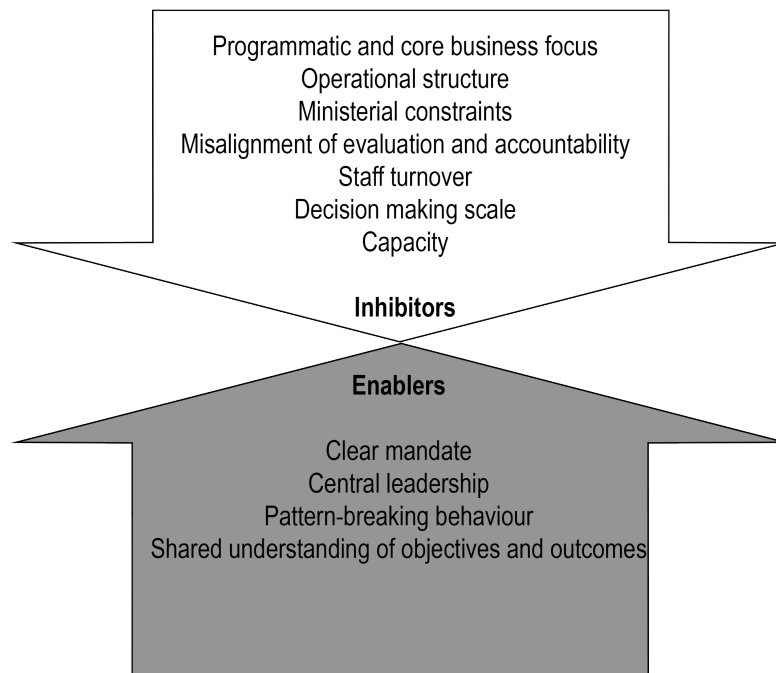 Programmatic and core business focus
Operational structure
Ministerial constraints
Misalignment of evaluation and accountability
Staff turnover
Decision making scale
Capacity
Inhibitors
Enablers
Clear mandate
Central leadership
Pattern-breaking behaviour
Shared understanding of objectives and outcomes